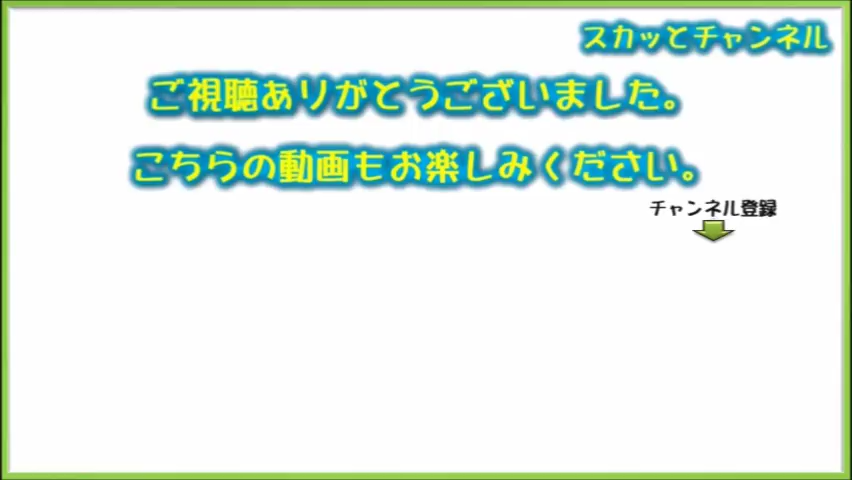 スカッとチャンネル
ご視聴ありがとうございました。
こちらの動画もお楽しみください。
チャンネル登録